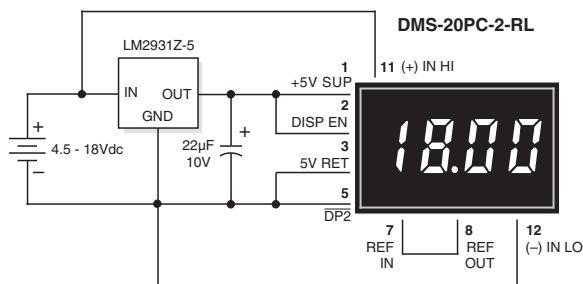 DMS-20PC-2-RL
LM2931Z-5
IN
OUT
GND
+
4.5 - 18Vdc
−
22µF
10V
+
1
+5V SUP
2
DISP EN
3
5V RET
5
DP2
11 (+) IN HI
18.00
7
REF
IN
8
REF
OUT
12
(–) IN LO